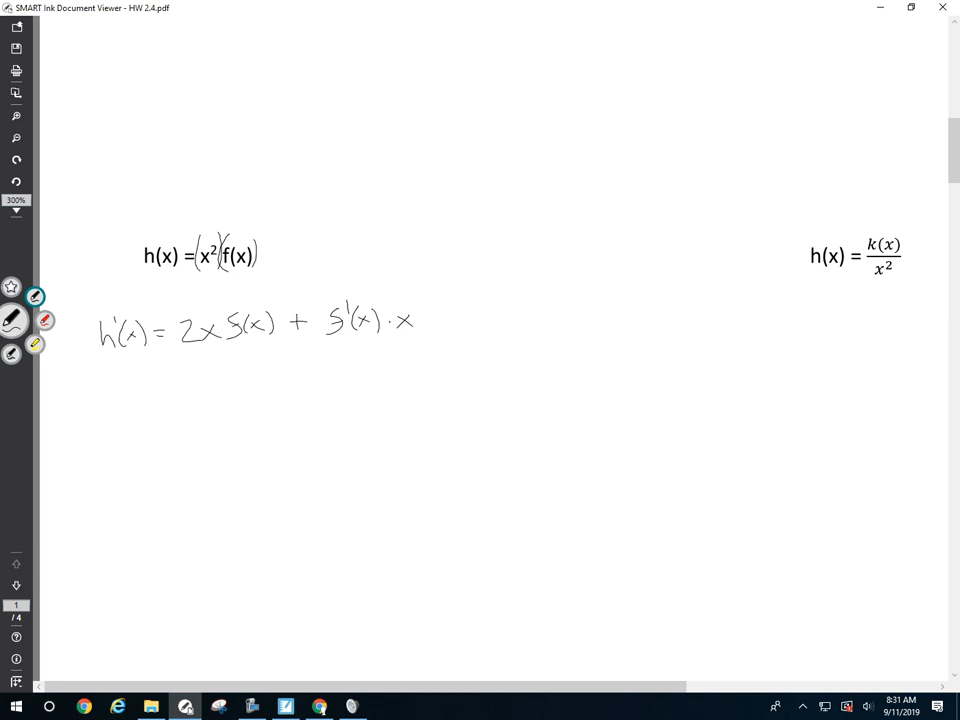 SMART Ink Document Viewer - HW 2.4.pdf
300%
h(x) = (x²)(f(x))
h(x) = k(x)/x²
h'(x) = 2x f(x) + f'(x) · x
1
/ 4
8:31 AM
9/11/2019